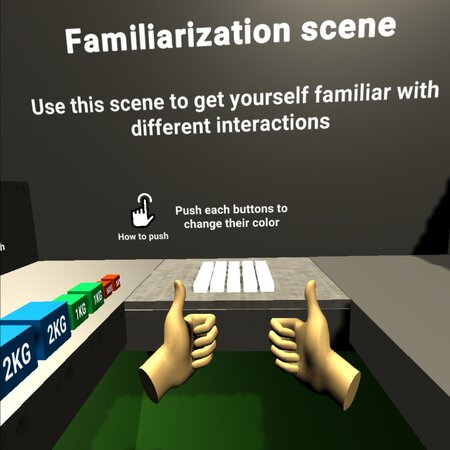 Familiarization scene
Use this scene to get yourself familiar with
different interactions
Push each buttons to
change their color
How to push
2KG
2KG
1KG
1KG